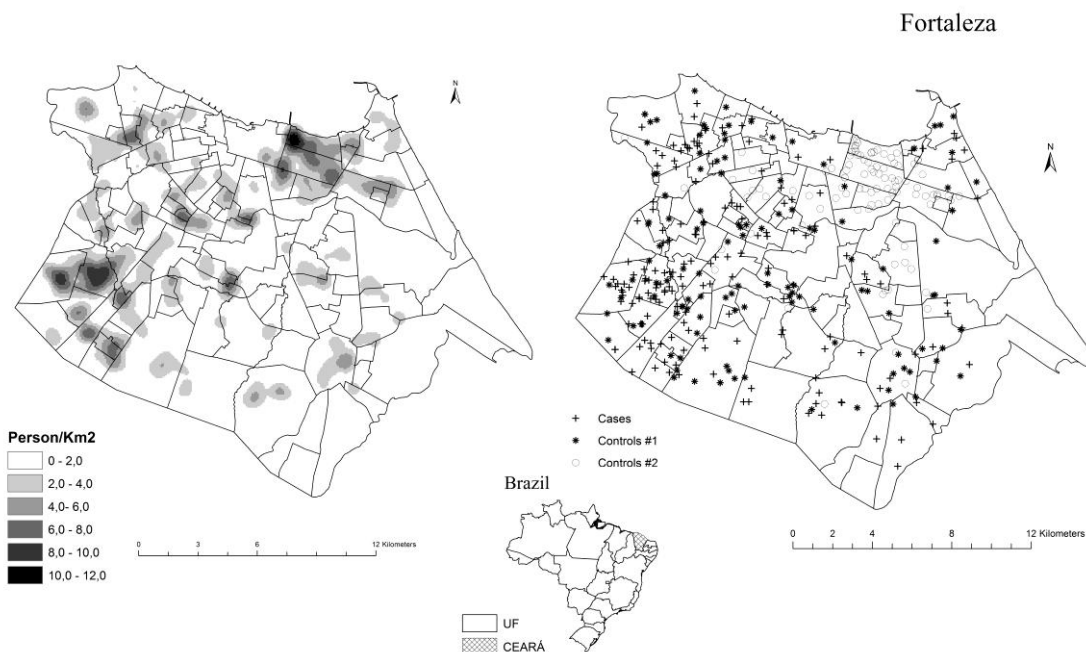 Fortaleza
N
N
Person/Km2
0 - 2,0
2,0 - 4,0
4,0- 6,0
6,0 - 8,0
8,0 - 10,0
10,0 - 12,0
0 3 6 12 Kilometers
Cases
Controls #1
Controls #2
0 2 4 8 12 Kilometers
Brazil
UF
CEARÁ